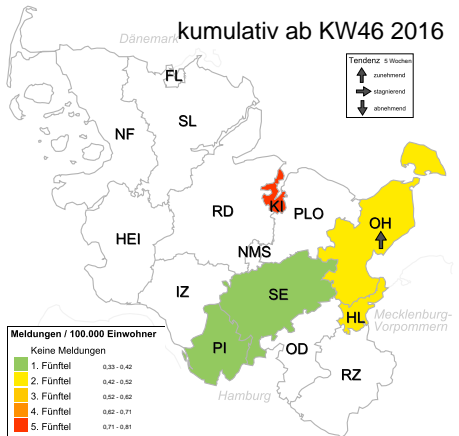 kumulativ ab KW46 2016
Dänemark
Tendenz 5 Wochen
zunehmend
stagnierend
abnehmend
FL
SL
NF
RD
KI
PLO
OH
HEI
NMS
IZ
SE
HL
Mecklenburg-
Vorpommern
PI
OD
RZ
Hamburg
Meldungen / 100.000 Einwohner
Keine Meldungen
1. Fünftel 0,33 - 0,42
2. Fünftel 0,42 - 0,52
3. Fünftel 0,52 - 0,62
4. Fünftel 0,62 - 0,71
5. Fünftel 0,71 - 0,81